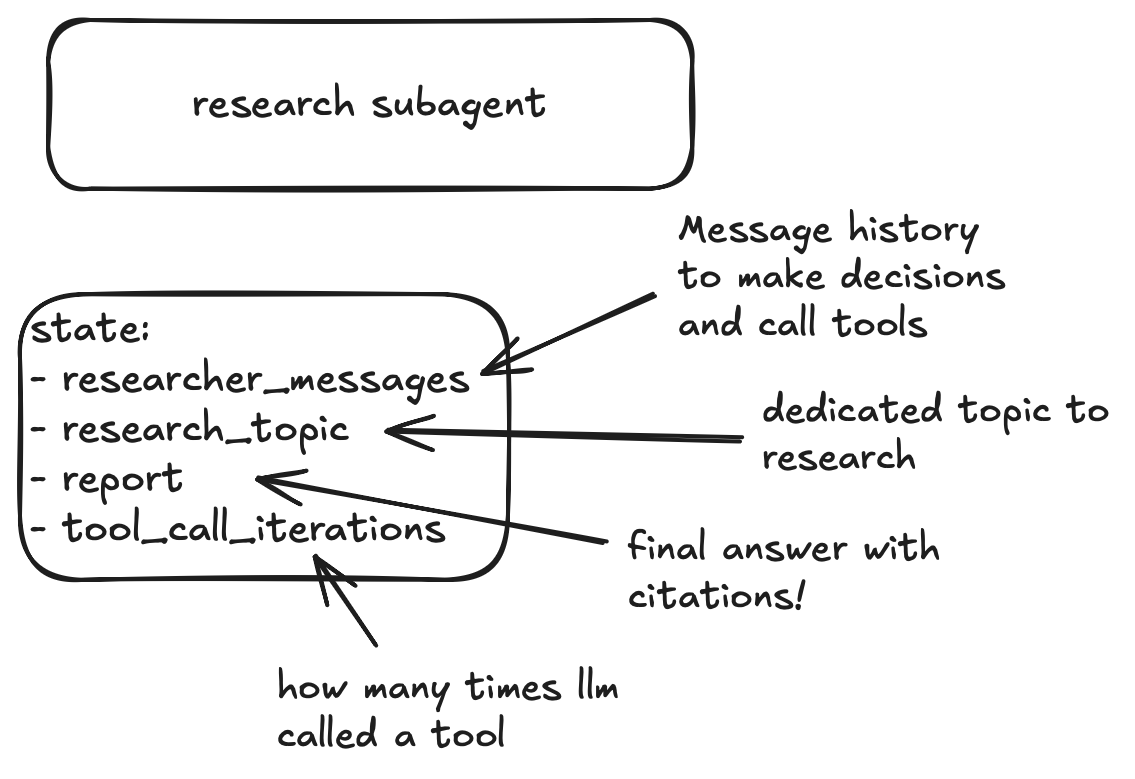 research subagent
Message history
to make decisions
and call tools
state:
- researcher_messages
- research_topic
- report
- tool_call_iterations
dedicated topic to
research
final answer with
citations!
how many times llm
called a tool